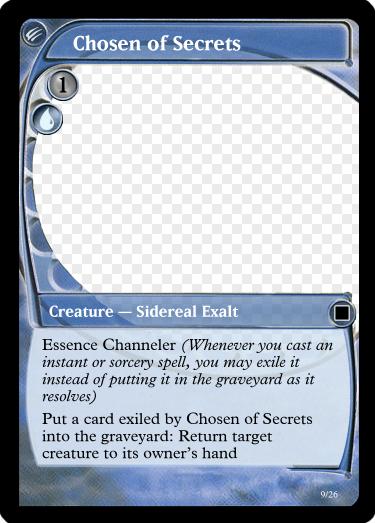 Chosen of Secrets
1
Creature — Sidereal Exalt
Essence Channeler (Whenever you cast an
instant or sorcery spell, you may exile it
instead of putting it in the graveyard as it
resolves)
Put a card exiled by Chosen of Secrets
into the graveyard: Return target
creature to its owner's hand
9/26